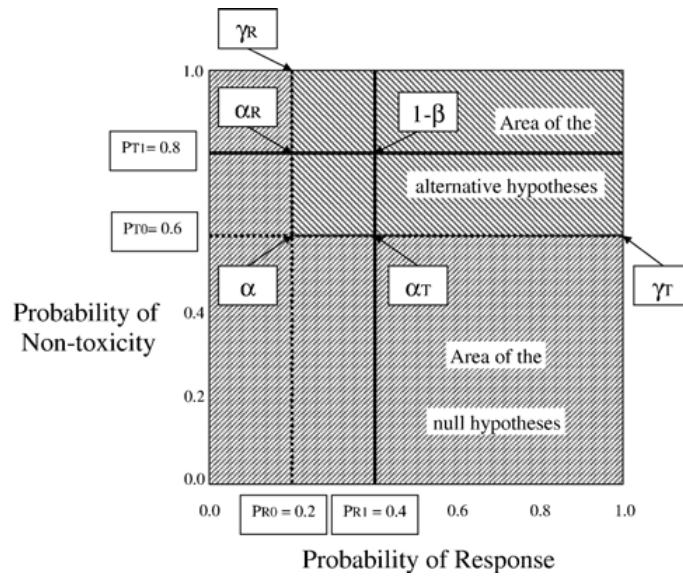 γR
1.0
αR
1-β
Area of the
PT1= 0.8
alternative hypotheses
PT0= 0.6
α
αT
γT
Probability of
Non-toxicity
0.4
Area of the
0.2
null hypotheses
0.0
0.0
PR0 = 0.2
PR1 = 0.4
0.6
0.8
1.0
Probability of Response